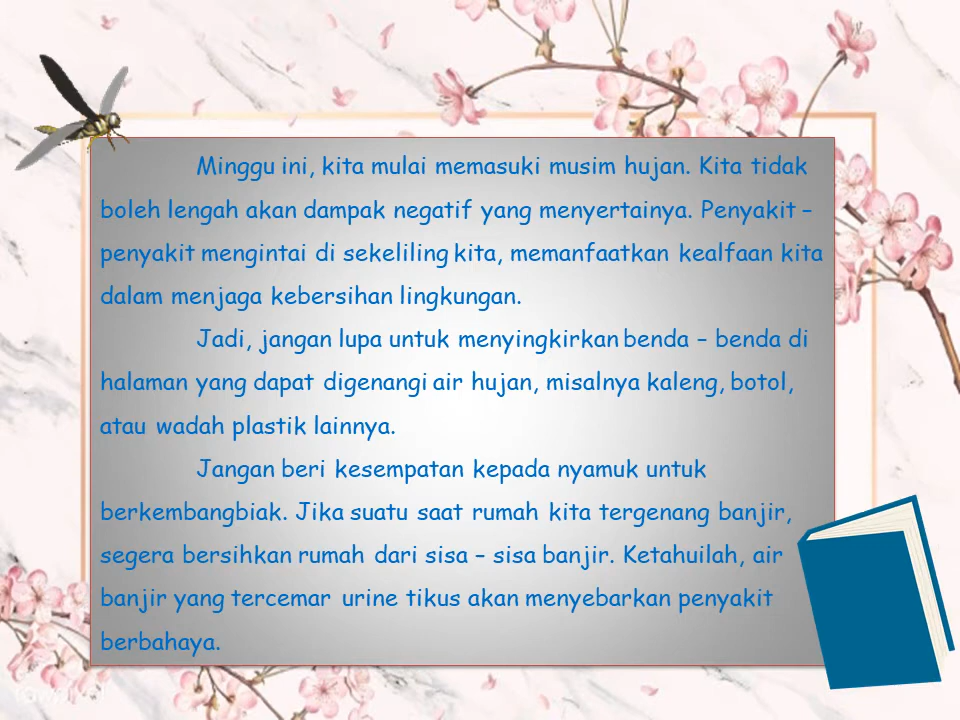 Minggu ini, kita mulai memasuki musim hujan. Kita tidak
boleh lengah akan dampak negatif yang menyertainya. Penyakit –
penyakit mengintai di sekeliling kita, memanfaatkan kealfaan kita
dalam menjaga kebersihan lingkungan.
Jadi, jangan lupa untuk menyingkirkan benda – benda di
halaman yang dapat digenangi air hujan, misalnya kaleng, botol,
atau wadah plastik lainnya.
Jangan beri kesempatan kepada nyamuk untuk
berkembangbiak. Jika suatu saat rumah kita tergenang banjir,
segera bersihkan rumah dari sisa – sisa banjir. Ketahuilah, air
banjir yang tercemar urine tikus akan menyebarkan penyakit
berbahaya.